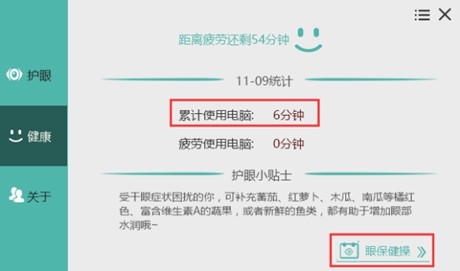 距离疲劳还剩54分钟
护眼
健康
关于
11-09统计
累计使用电脑: 6分钟
疲劳使用电脑: 0分钟
护眼小贴士
受干眼症状困扰的你，可补充蕃茄、红萝卜、木瓜、南瓜等橘红
色、富含维生素A的蔬果，或者新鲜的鱼类，都有助于增加眼部
水润哦~
眼保健操